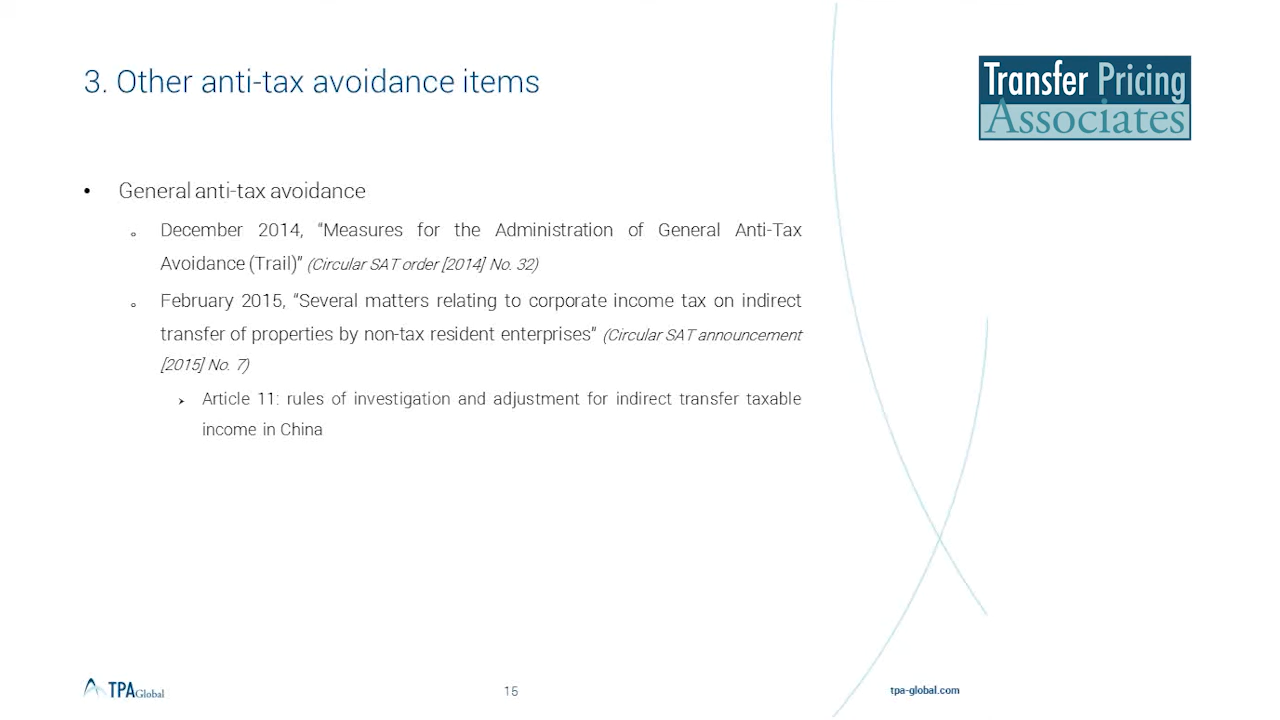 3. Other anti-tax avoidance items
Transfer Pricing
Associates
• General anti-tax avoidance
o December 2014, “Measures for the Administration of General Anti-Tax
Avoidance (Trail)” (Circular SAT order [2014] No. 32)
o February 2015, “Several matters relating to corporate income tax on indirect
transfer of properties by non-tax resident enterprises” (Circular SAT announcement
[2015] No. 7)
➢ Article 11: rules of investigation and adjustment for indirect transfer taxable
income in China
TPA Global
15
tpa-global.com